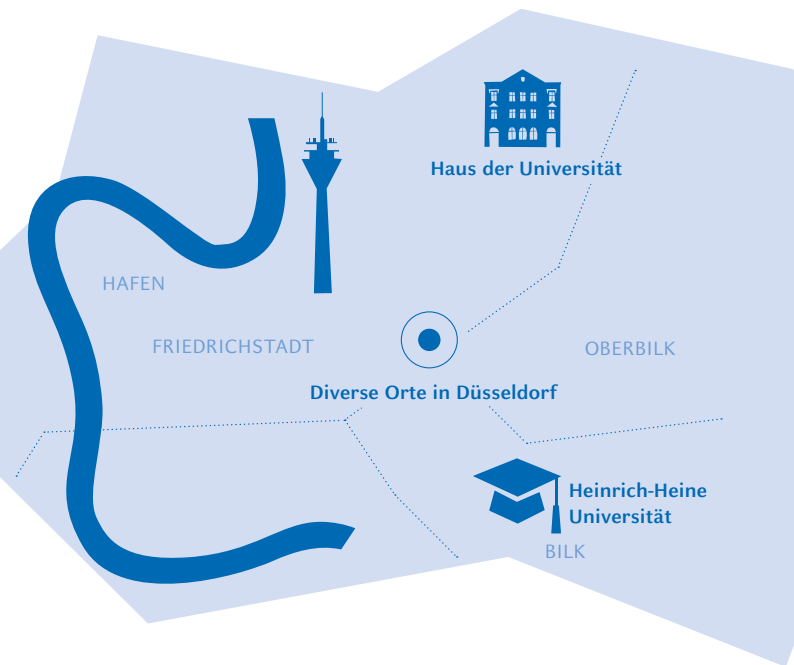 Haus der Universität
HAFEN
FRIEDRICHSTADT
OBERBILK
Diverse Orte in Düsseldorf
Heinrich-Heine
Universität
BILK